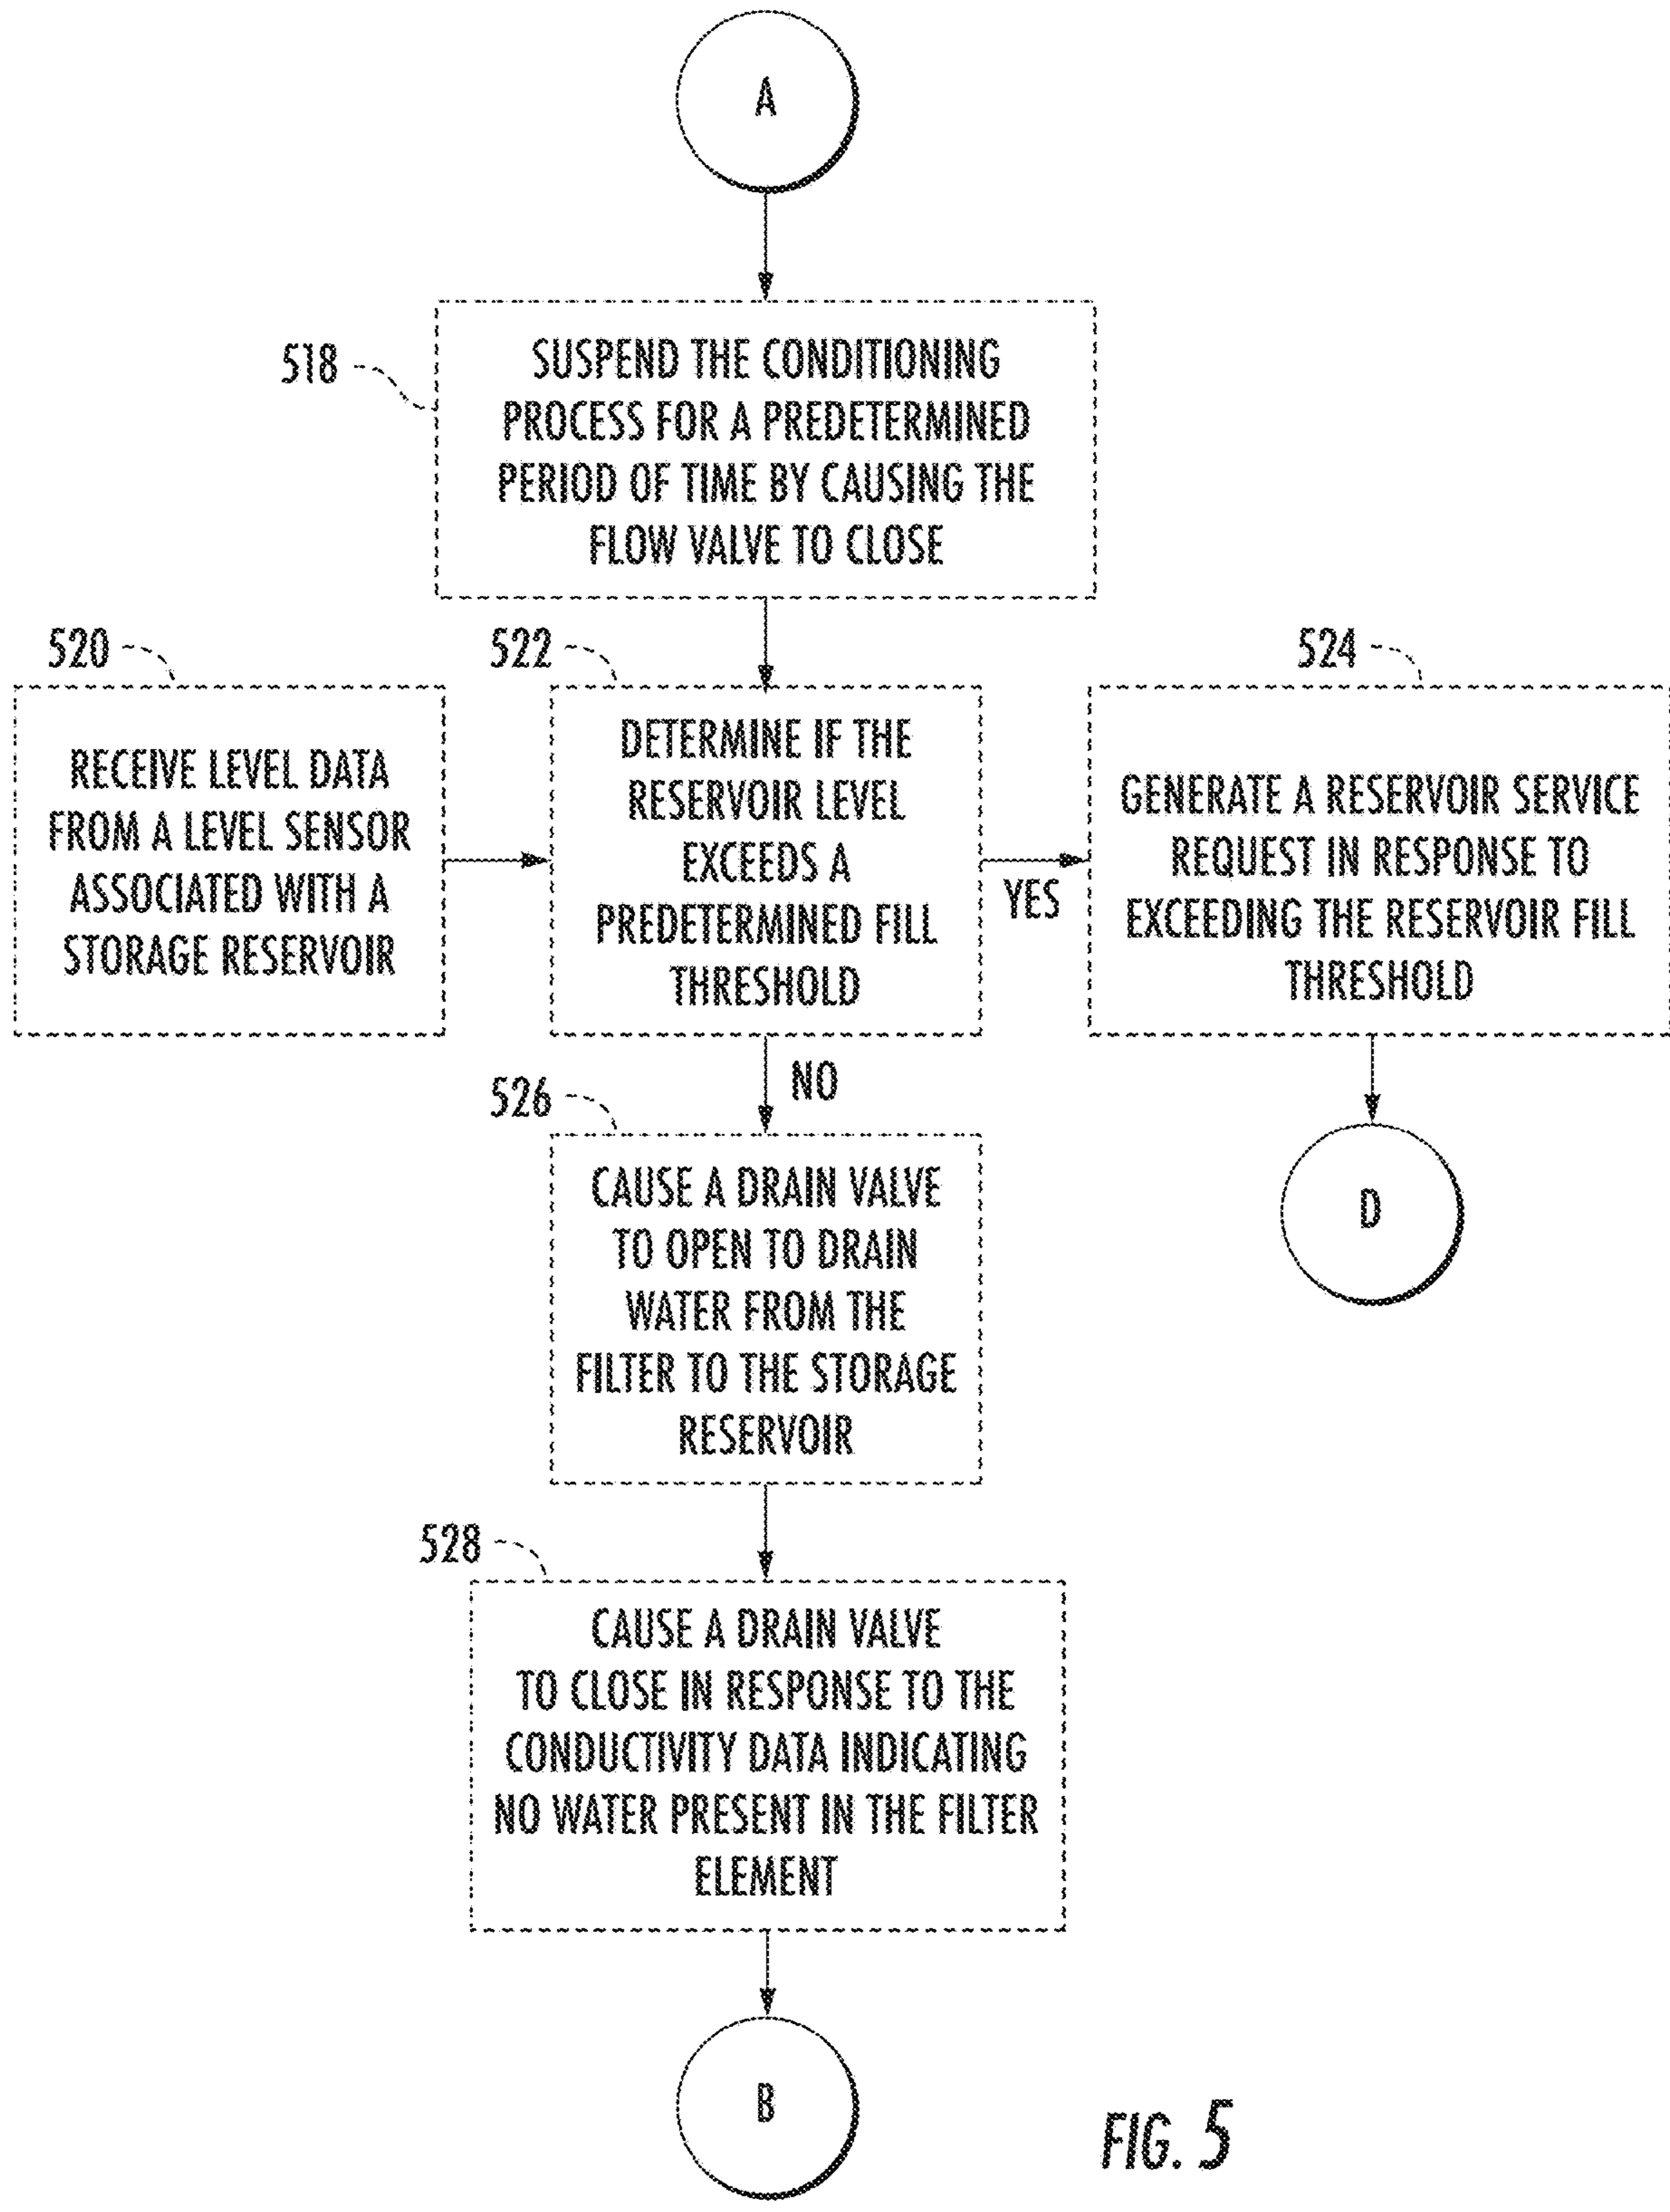 A
518
SUSPEND THE CONDITIONING
PROCESS FOR A PREDETERMINED
PERIOD OF TIME BY CAUSING THE
FLOW VALVE TO CLOSE
520
RECEIVE LEVEL DATA
FROM A LEVEL SENSOR
ASSOCIATED WITH A
STORAGE RESERVOIR
522
DETERMINE IF THE
RESERVOIR LEVEL
EXCEEDS A
PREDETERMINED FILL
THRESHOLD
YES
524
GENERATE A RESERVOIR SERVICE
REQUEST IN RESPONSE TO
EXCEEDING THE RESERVOIR FILL
THRESHOLD
NO
D
526
CAUSE A DRAIN VALVE
TO OPEN TO DRAIN
WATER FROM THE
FILTER TO THE STORAGE
RESERVOIR
528
CAUSE A DRAIN VALVE
TO CLOSE IN RESPONSE TO THE
CONDUCTIVITY DATA INDICATING
NO WATER PRESENT IN THE FILTER
ELEMENT
B
FIG. 5